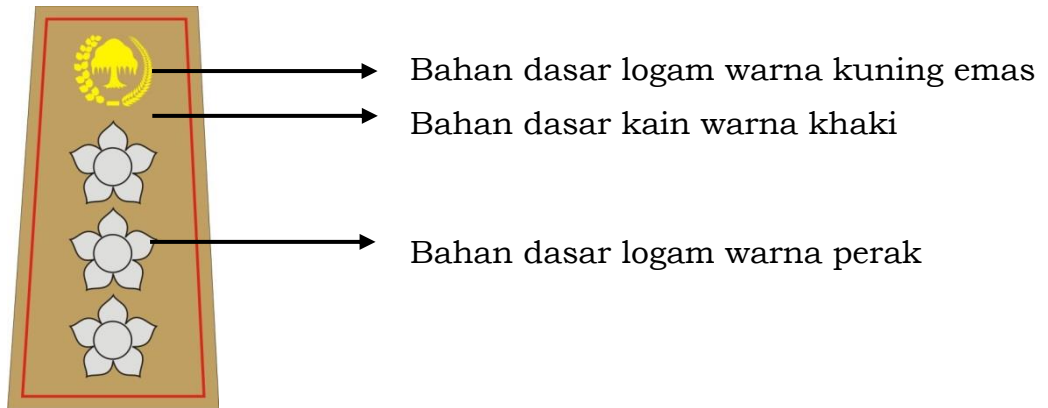 Bahan dasar logam warna kuning emas
Bahan dasar kain warna khaki
Bahan dasar logam warna perak